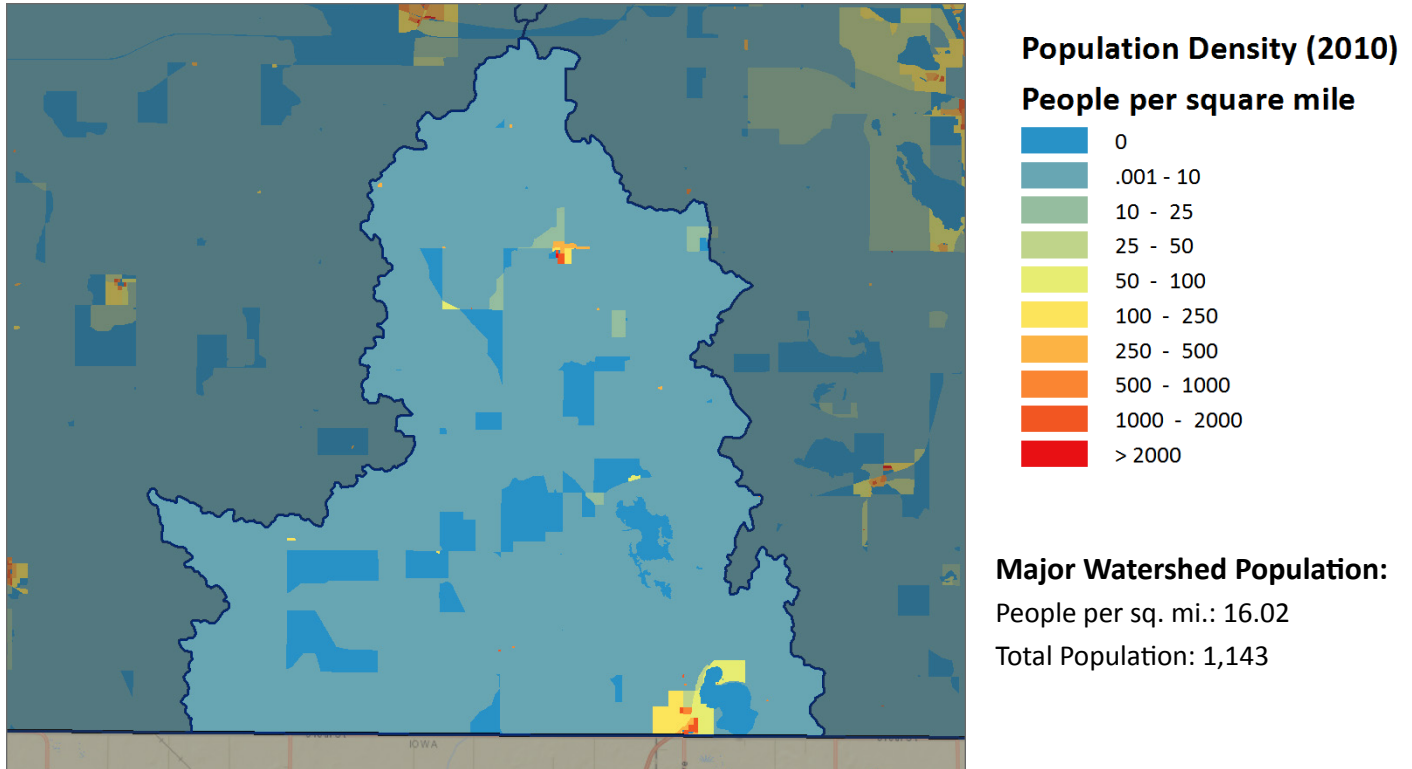 Population Density (2010)
People per square mile
0
.001 - 10
10 - 25
25 - 50
50 - 100
100 - 250
250 - 500
500 - 1000
1000 - 2000
> 2000
Major Watershed Population:
People per sq. mi.: 16.02
Total Population: 1,143
IOWA